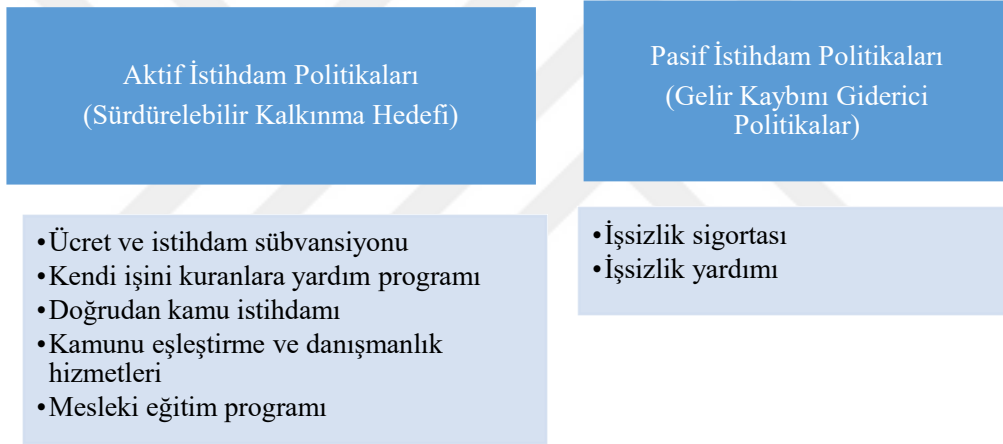 Aktif İstihdam Politikaları
(Sürdürelebilir Kalkınma Hedefi)
•Ücret ve istihdam sübvansiyonu
•Kendi işini kuranlara yardım programı
•Doğrudan kamu istihdamı
•Kamunu eşleştirme ve danışmanlık
hizmetleri
•Mesleki eğitim programı
Pasif İstihdam Politikaları
(Gelir Kaybını Giderici
Politikalar)
•İşsizlik sigortası
•İşsizlik yardımı